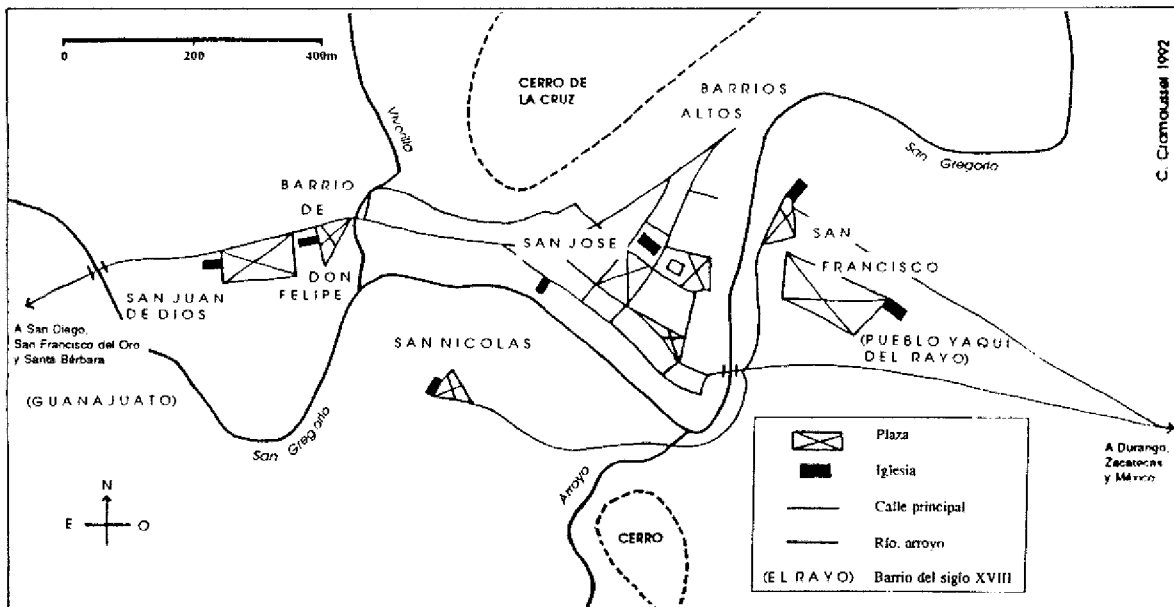 0 200 400m
CERRO DE
LA CRUZ
BARRIOS
ALTOS
C. Cramaussel 1992
Vivorillo
San Gregorio
BARRIO
DE
DON
FELIPE
SAN JOSE
SAN
FRANCISCO
SAN JUAN
DE DIOS
A San Diego,
San Francisco del Oro
y Santa Bérbara
SAN NICOLAS
(PUEBLO YAQUI
DEL RAYO)
(GUANAJUATO)
San Gregorio
Arroyo
CERRO
N
E O
Plaza
Iglesia
Calle principal
Río, arroyo
(EL RAYO) Barrio del siglo XVIII
A Durango,
Zacatecas
y México